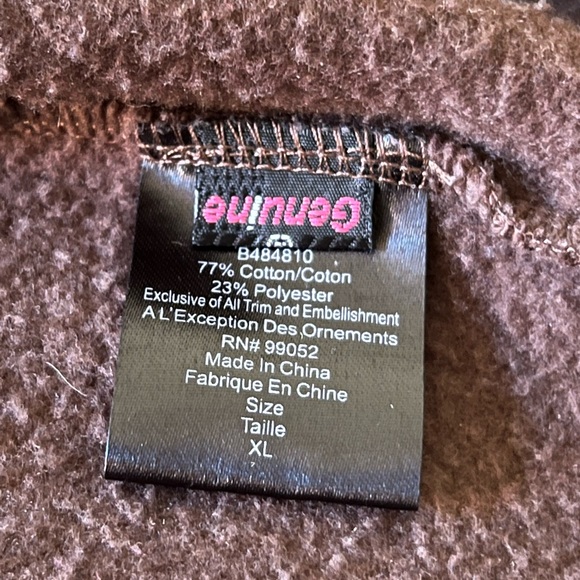 Genuine
B484810
77% Cotton/Coton
23% Polyester
Exclusive of All Trim and Embellishment
A L'Exception Des Ornements
RN# 99052
Made In China
Fabrique En Chine
Size
Taille
XL